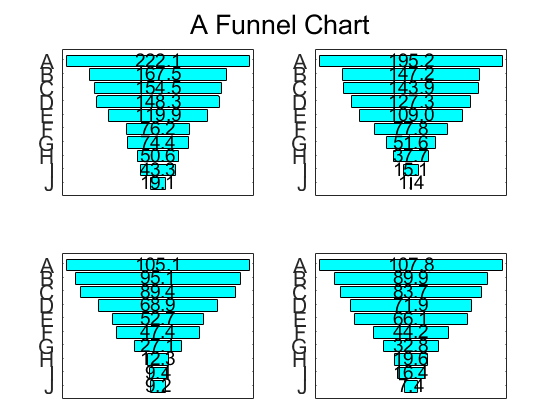 A Funnel Chart
A 222.1
B 167.5
C 154.5
D 148.3
E 119.9
F 76.2
G 74.4
H 50.6
I 43.3
J 19.1
A 195.2
B 147.2
C 143.9
D 127.3
E 109.0
F 77.8
G 51.6
H 37.7
I 15.1
J 1.4
A 105.1
B 95.1
C 89.4
D 68.9
E 52.7
F 47.4
G 27.1
H 12.3
I 9.4
J 9.2
A 107.8
B 89.9
C 83.7
D 71.9
E 66.1
F 44.2
G 32.8
H 19.6
I 16.4
J 7.4